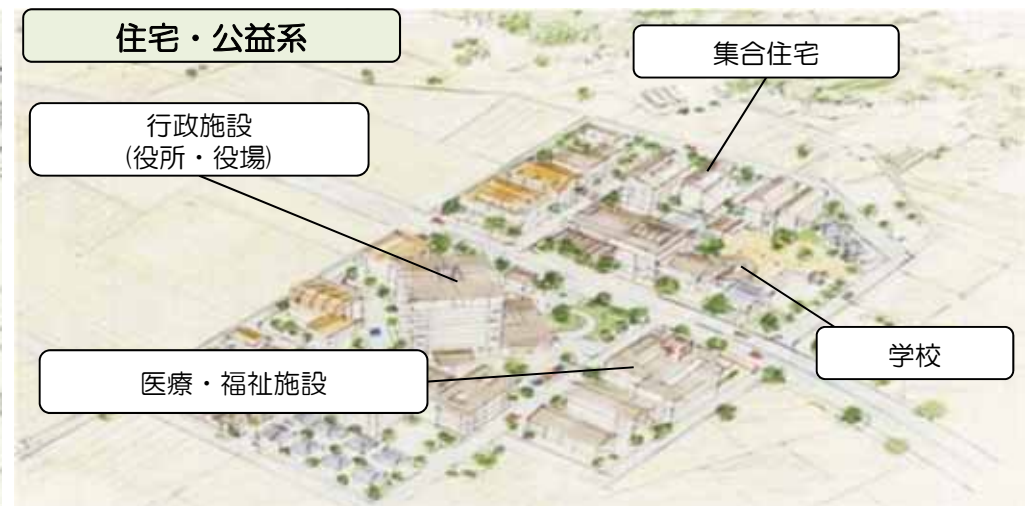 住宅・公益系
集合住宅
行政施設
(役所・役場)
学校
医療・福祉施設